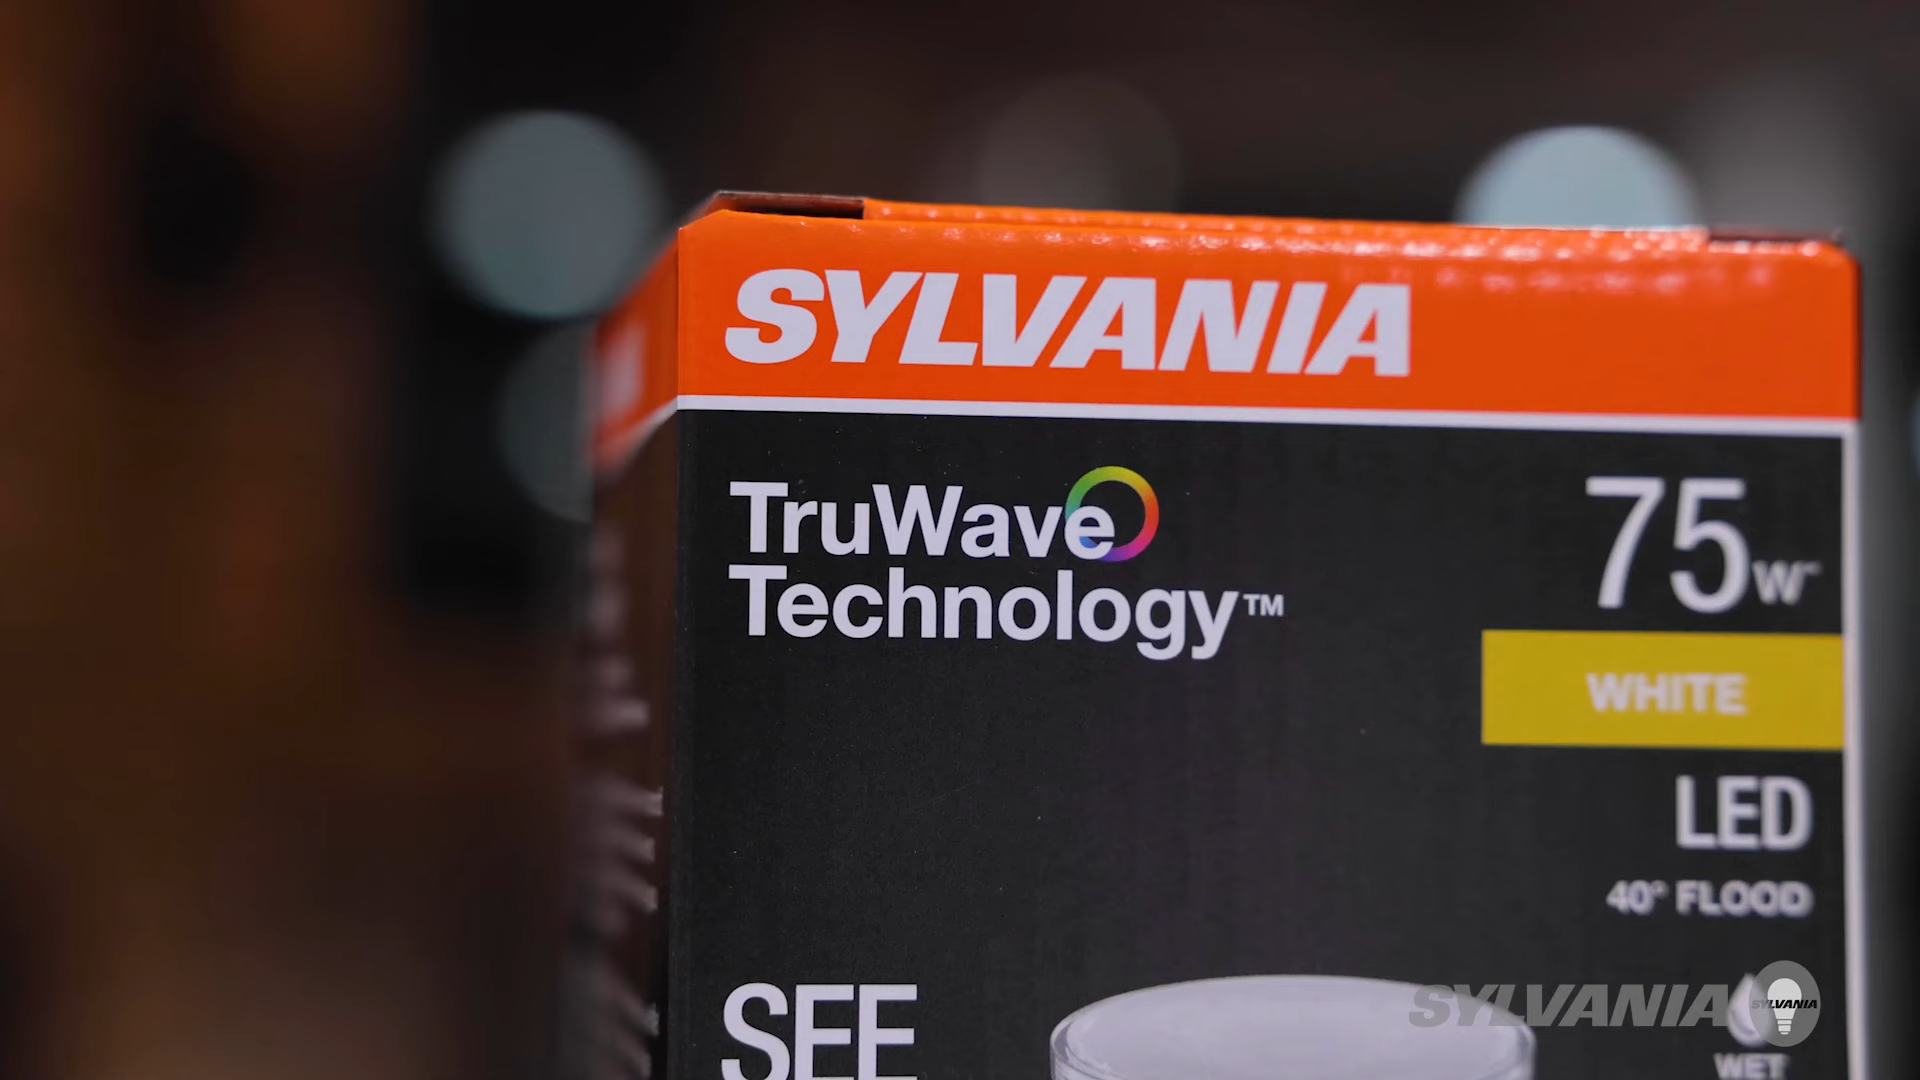 SYLVANIA
TruWave
Technology™
75W
WHITE
LED
40° FLOOD
SEE
WET
SYLVANIA
SYLVANIA